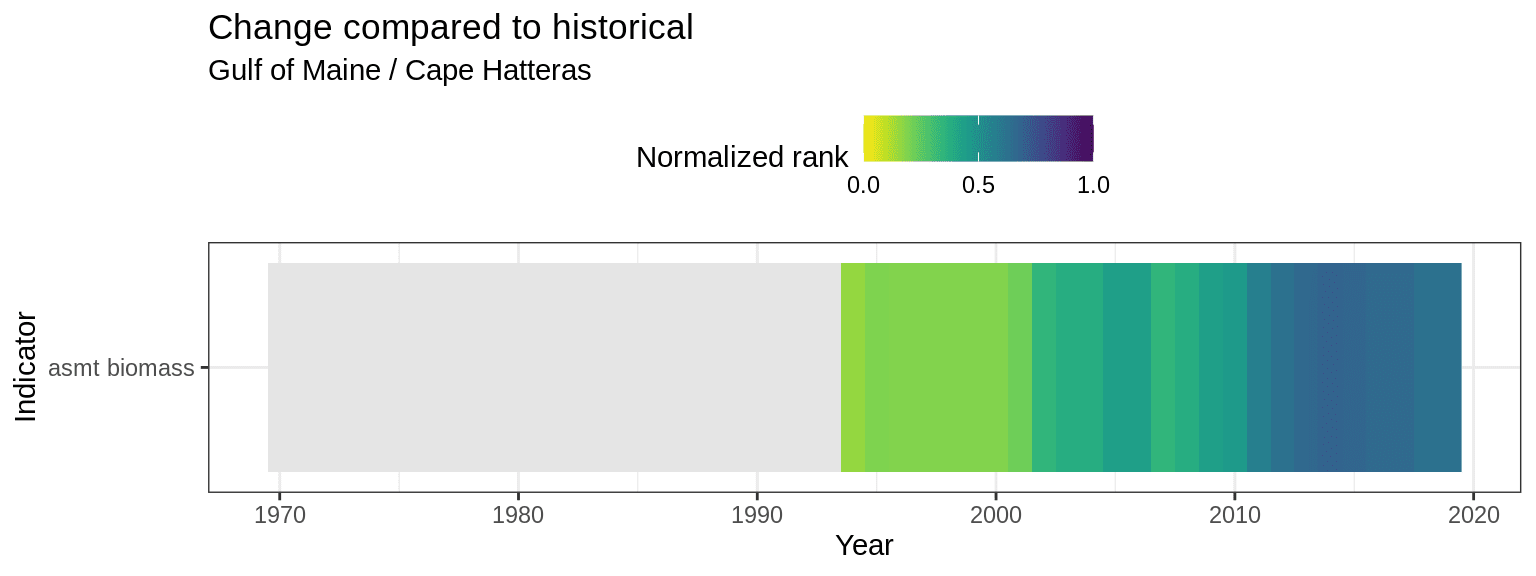 Change compared to historical
Gulf of Maine / Cape Hatteras
Normalized rank
0.0 0.5 1.0
Indicator
asmt biomass
1970 1980 1990 2000 2010 2020
Year